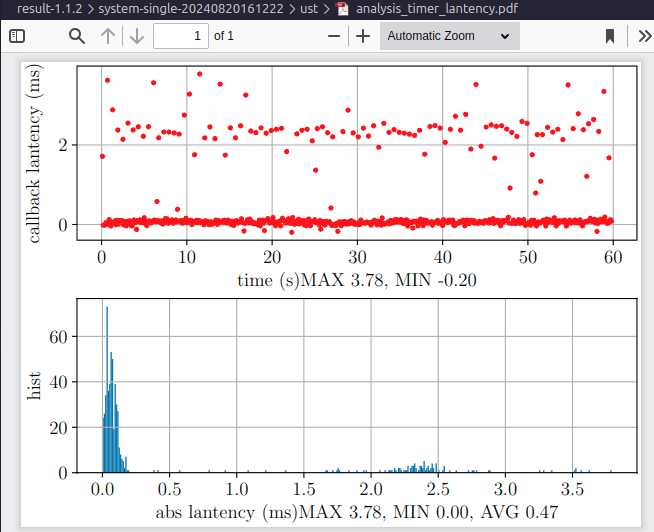 result-1.1.2 > system-single-20240820161222 > ust > analysis_timer_lantency.pdf
1 of 1 Automatic Zoom
callback lantency (ms)
2
0
0 10 20 30 40 50 60
time (s)MAX 3.78, MIN -0.20
hist
60
40
20
0
0.0 0.5 1.0 1.5 2.0 2.5 3.0 3.5
abs lantency (ms)MAX 3.78, MIN 0.00, AVG 0.47